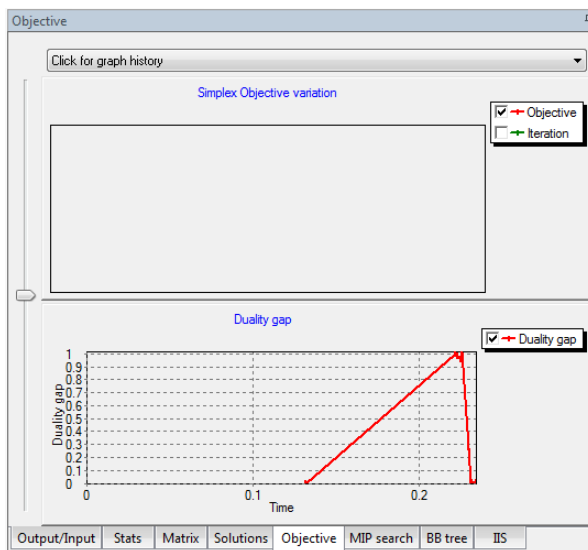 Objective
Click for graph history
Simplex Objective variation
Objective
Iteration
Duality gap
Duality gap
Duality gap
1
0.9
0.8
0.7
0.6
0.5
0.4
0.3
0.2
0.1
0
0 0.1 0.2
Time
Output/Input Stats Matrix Solutions Objective MIP search BB tree IIS